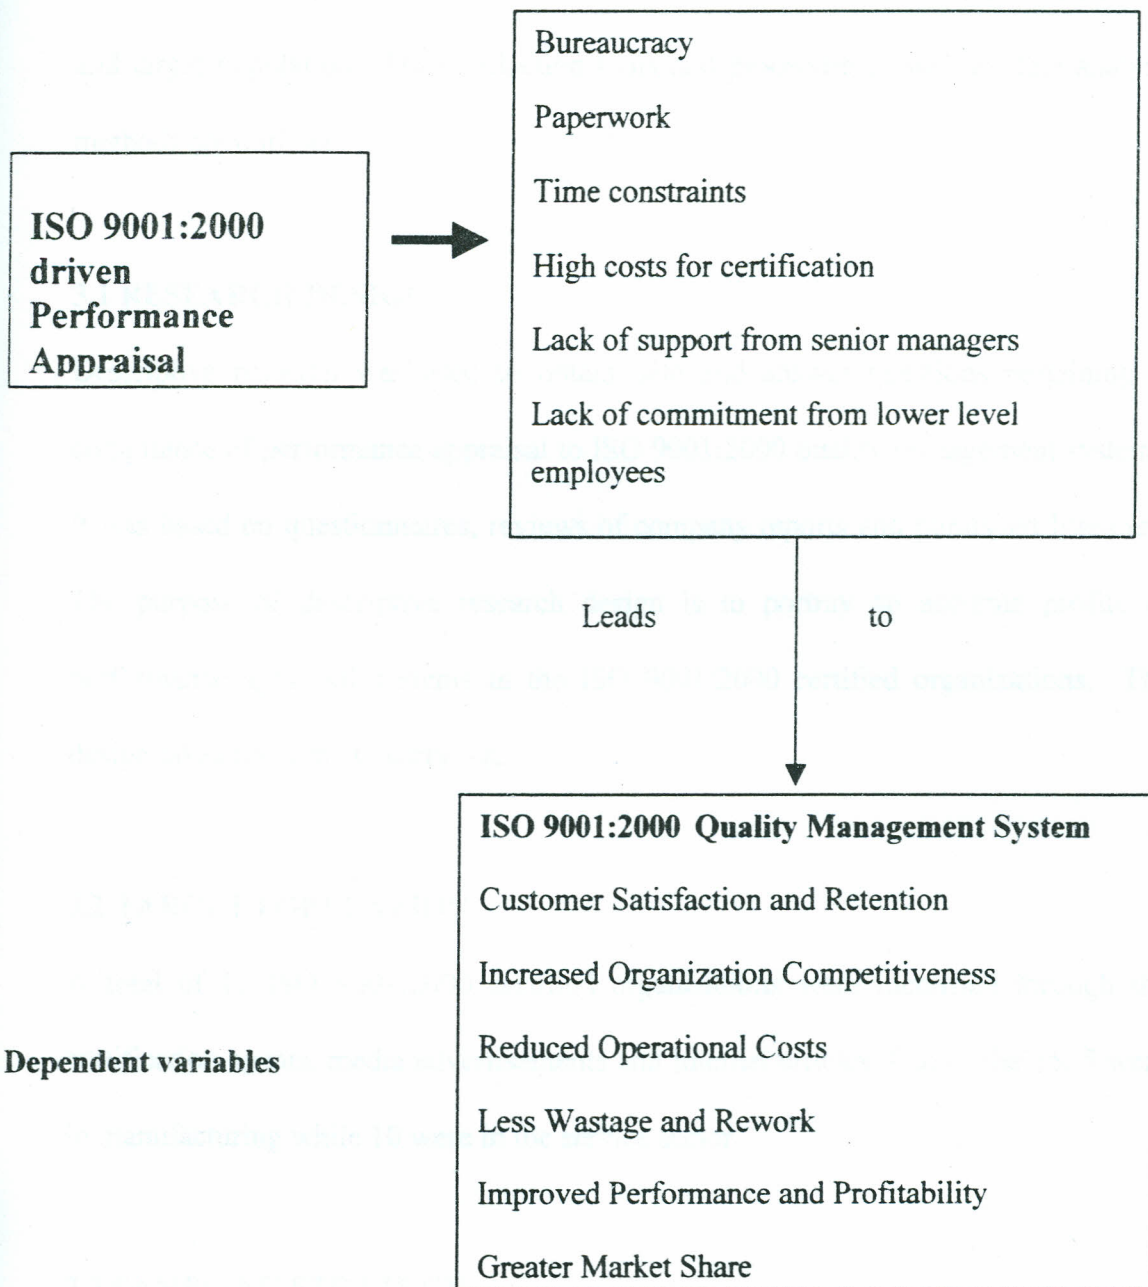 Bureaucracy
Paperwork
Time constraints
High costs for certification
Lack of support from senior managers
Lack of commitment from lower level
employees
ISO 9001:2000
driven
Performance
Appraisal
Leads to
ISO 9001:2000 Quality Management System
Customer Satisfaction and Retention
Increased Organization Competitiveness
Reduced Operational Costs
Dependent variables
Less Wastage and Rework
Improved Performance and Profitability
Greater Market Share